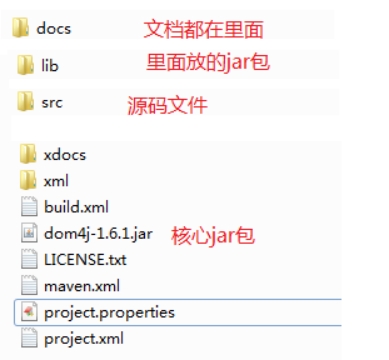 docs 文档都在里面
lib 里面放的jar包
src 源码文件
xdocs
xml
build.xml
dom4j-1.6.1.jar 核心jar包
LICENSE.txt
maven.xml
project.properties
project.xml